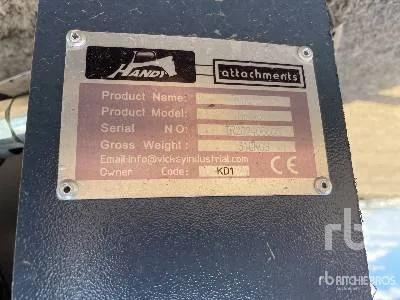 HANDY
attachments
Product Name:
Product Model:
Serial NO:
Gross Weight:
Email:info@vicksyindustrial.com
Owner Code: KD1 CE
rb
RITCHIE BROS